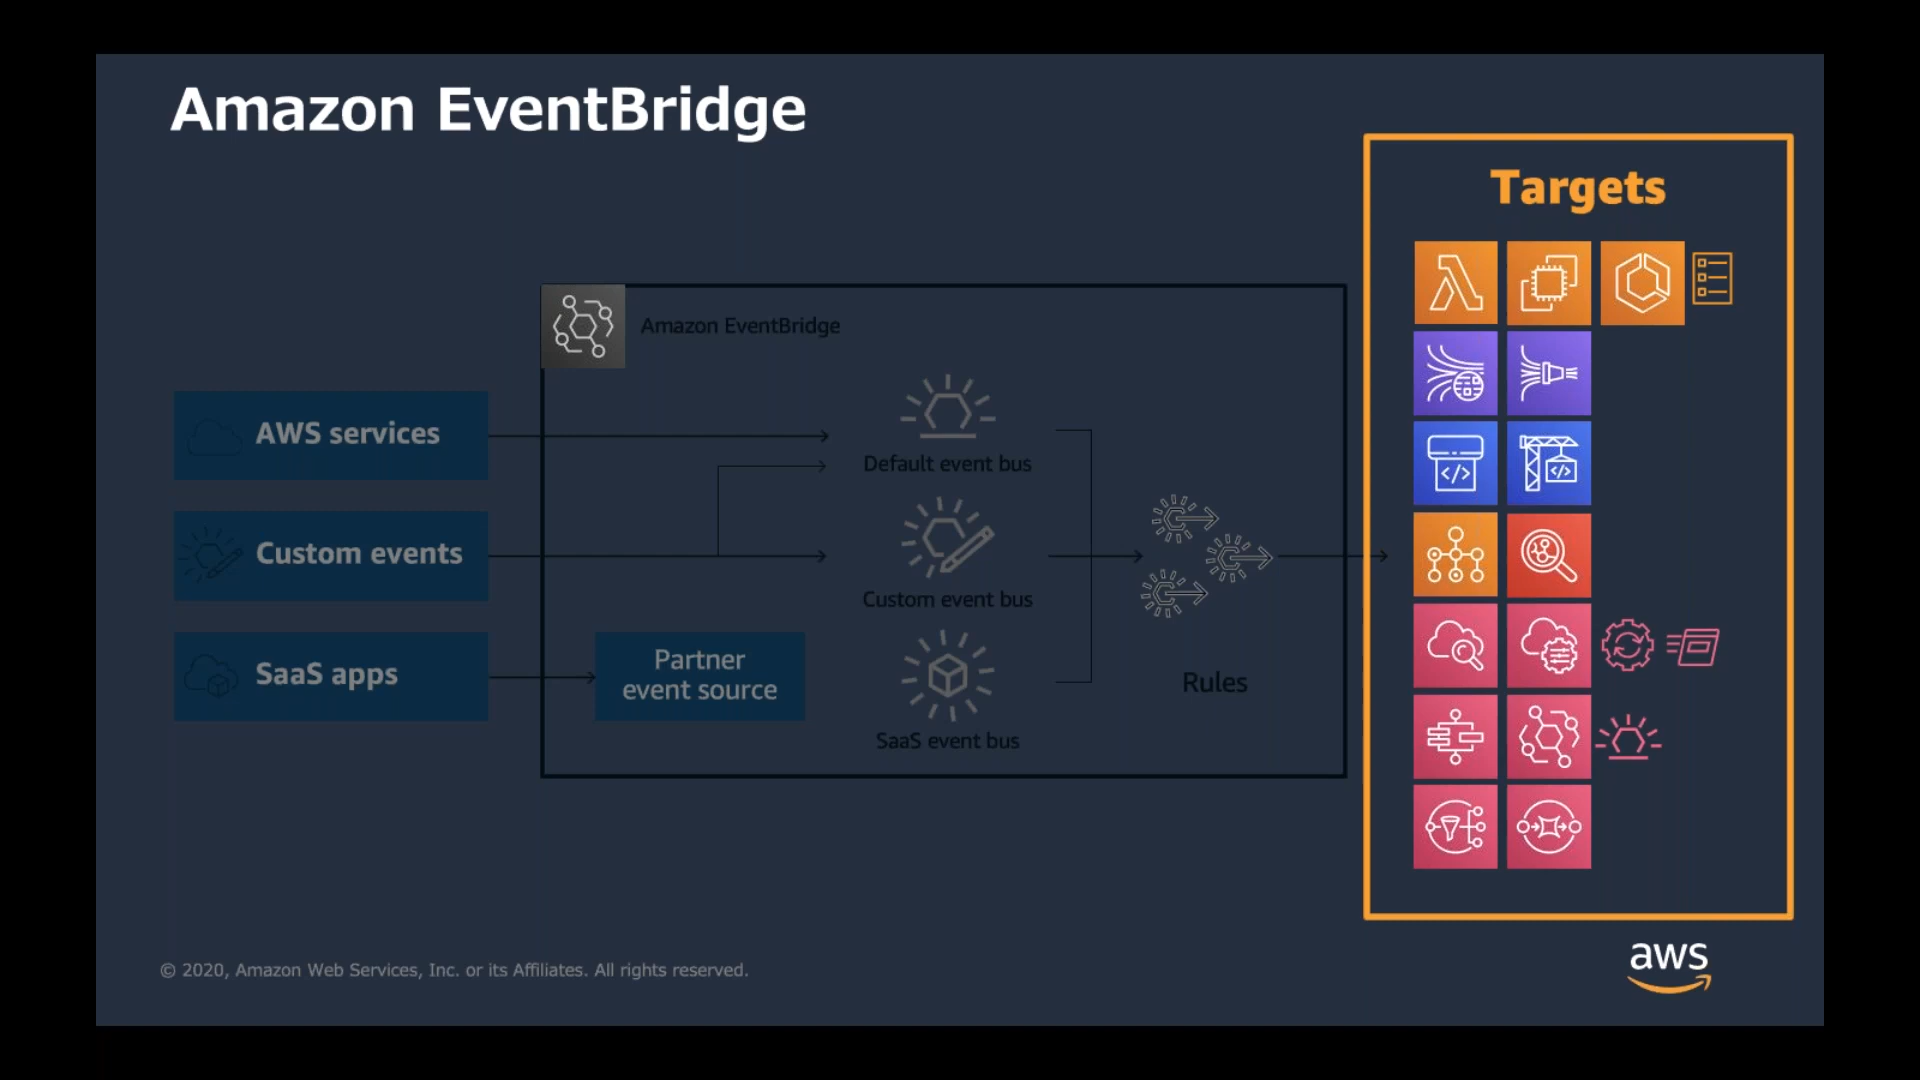 Amazon EventBridge
Targets
Amazon EventBridge
AWS services
Default event bus
Custom events
Custom event bus
SaaS apps
Partner
event source
Rules
SaaS event bus
© 2020, Amazon Web Services, Inc. or its Affiliates. All rights reserved.
aws